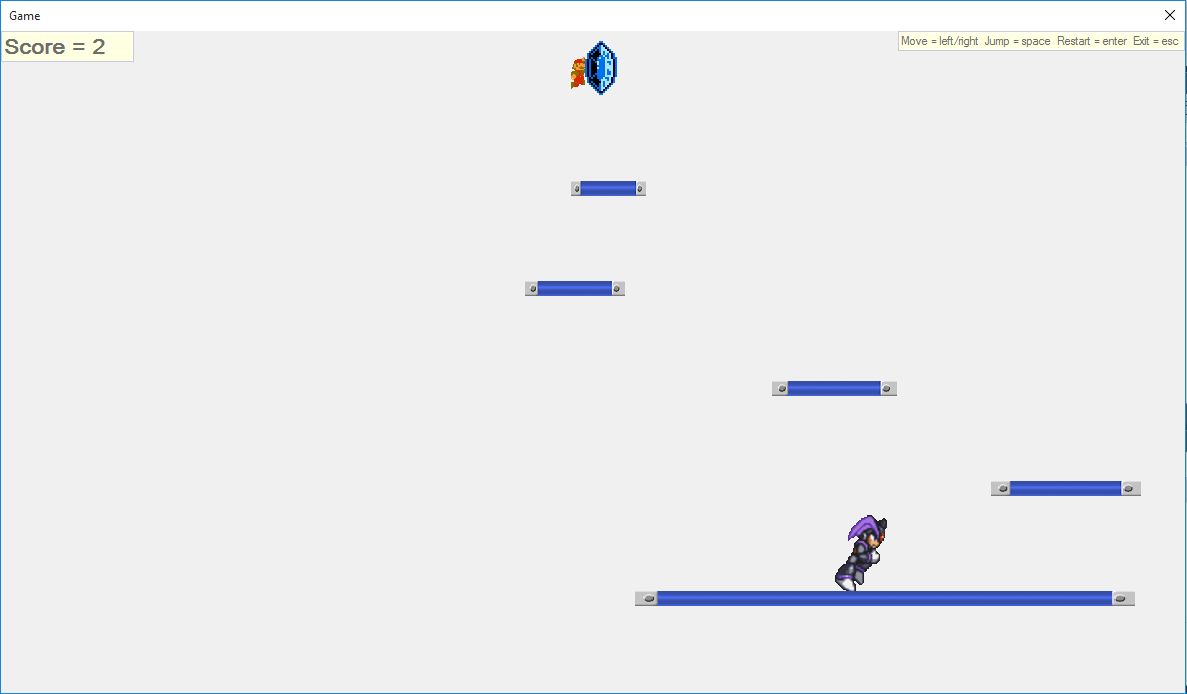 Game
Score = 2
Move = left/right  Jump = space  Restart = enter  Exit = esc